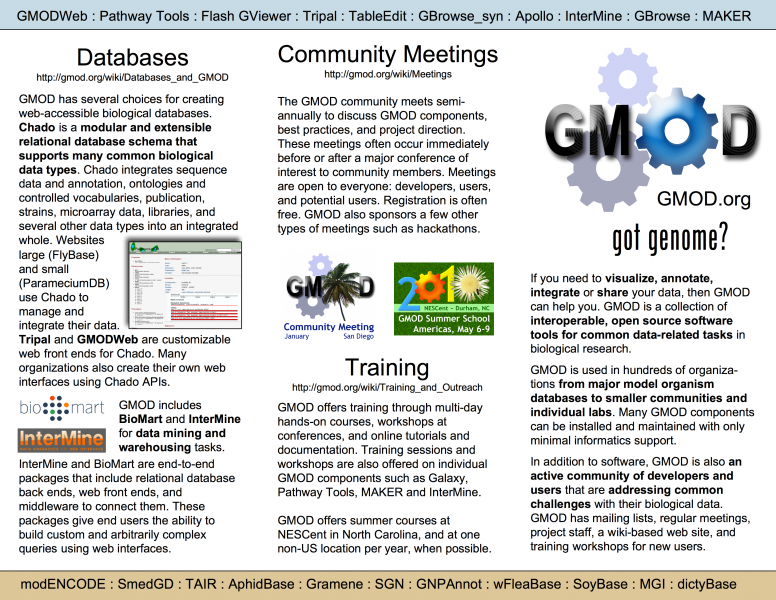 GMODWeb : Pathway Tools : Flash GViewer : Tripal : TableEdit : GBrowse_syn : Apollo : InterMine : GBrowse : MAKER
Databases
http://gmod.org/wiki/Databases_and_GMOD
GMOD has several choices for creating
web-accessible biological databases.
Chado is a modular and extensible
relational database schema that
supports many common biological
data types. Chado integrates sequence
data and annotation, ontologies and
controlled vocabularies, publication,
strains, microarray data, libraries, and
several other data types into an integrated
whole. Websites
large (FlyBase)
and small
(ParameciumDB)
use Chado to
manage and
integrate their data.
Tripal and GMODWeb are customizable
web front ends for Chado. Many
organizations also create their own web
interfaces using Chado APIs.
biomart
InterMine
GMOD includes
BioMart and InterMine
for data mining and
warehousing tasks.
InterMine and BioMart are end-to-end
packages that include relational database
back ends, web front ends, and
middleware to connect them. These
packages give end users the ability to
build custom and arbitrarily complex
queries using web interfaces.
Community Meetings
http://gmod.org/wiki/Meetings
The GMOD community meets semi-
annually to discuss GMOD components,
best practices, and project direction.
These meetings often occur immediately
before or after a major conference of
interest to community members. Meetings
are open to everyone: developers, users,
and potential users. Registration is often
free. GMOD also sponsors a few other
types of meetings such as hackathons.
GMOD
Community Meeting
January San Diego
2010
NESCent – Durham, NC
GMOD Summer School
Americas, May 6-9
Training
http://gmod.org/wiki/Training_and_Outreach
GMOD offers training through multi-day
hands-on courses, workshops at
conferences, and online tutorials and
documentation. Training sessions and
workshops are also offered on individual
GMOD components such as Galaxy,
Pathway Tools, MAKER and InterMine.
GMOD offers summer courses at
NESCent in North Carolina, and at one
non-US location per year, when possible.
GMOD
GMOD.org
got genome?
If you need to visualize, annotate,
integrate or share your data, then GMOD
can help you. GMOD is a collection of
interoperable, open source software
tools for common data-related tasks in
biological research.
GMOD is used in hundreds of organiza-
tions from major model organism
databases to smaller communities and
individual labs. Many GMOD components
can be installed and maintained with only
minimal informatics support.
In addition to software, GMOD is also an
active community of developers and
users that are addressing common
challenges with their biological data.
GMOD has mailing lists, regular meetings,
project staff, a wiki-based web site, and
training workshops for new users.
modENCODE : SmedGD : TAIR : AphidBase : Gramene : SGN : GNPAnnot : wFleaBase : SoyBase : MGI : dictyBase